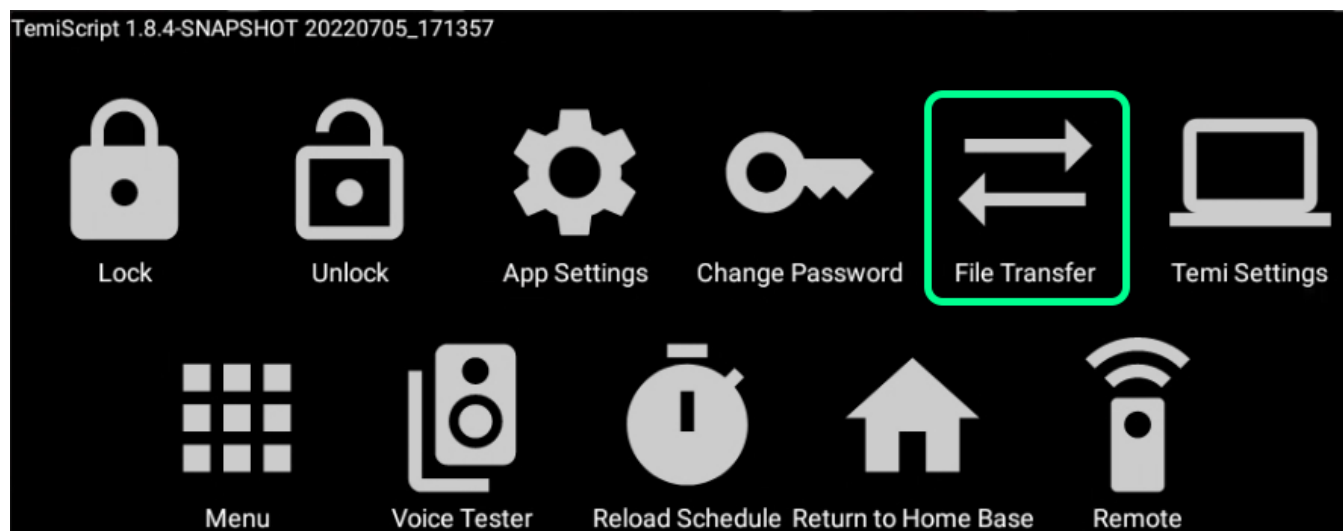 TemiScript 1.8.4-SNAPSHOT 20220705_171357
Lock Unlock App Settings Change Password File Transfer Temi Settings
Menu Voice Tester Reload Schedule Return to Home Base Remote